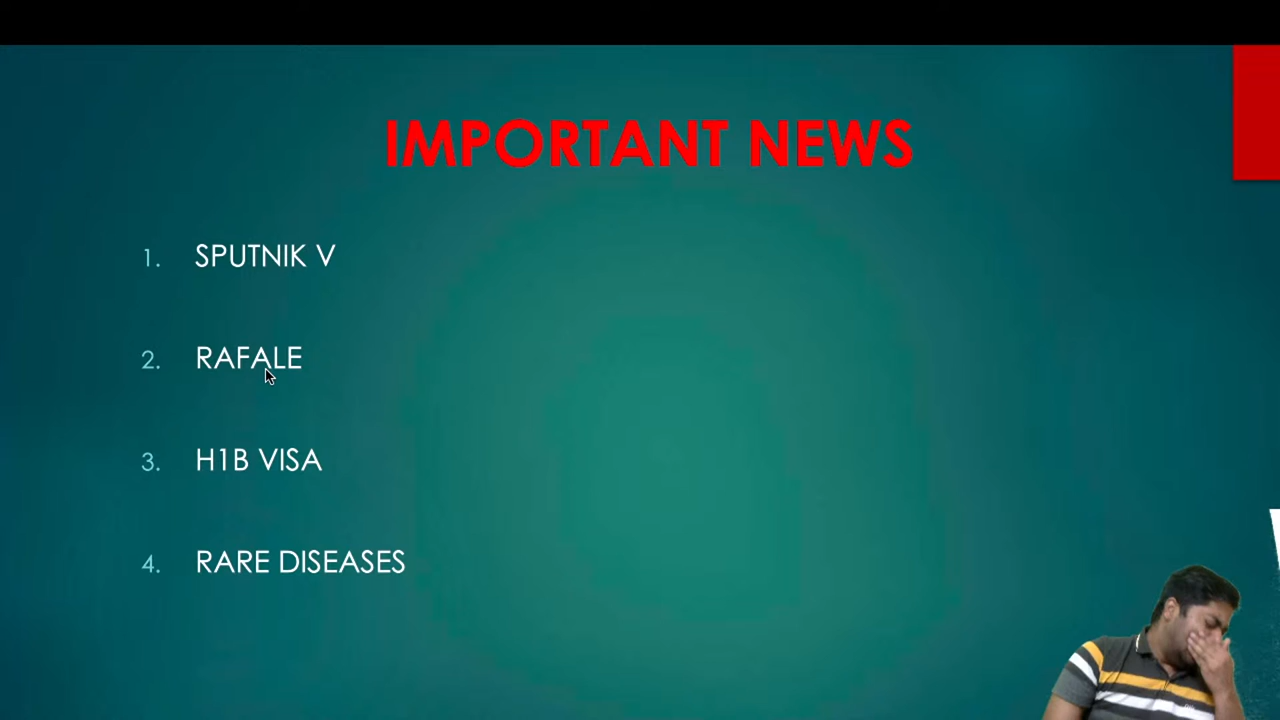 IMPORTANT NEWS
1. SPUTNIK V
2. RAFALE
3. H1B VISA
4. RARE DISEASES